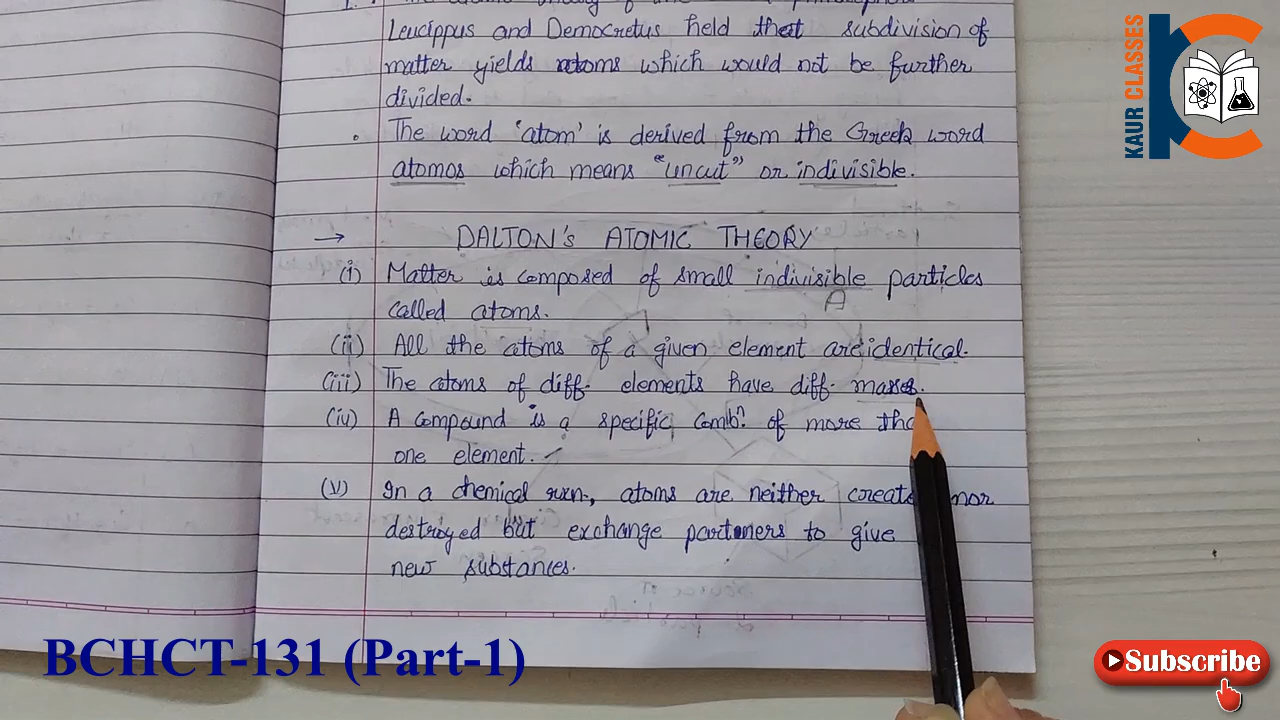 Leucippus and Democretus held that subdivision of
matter yields atoms which would not be further
divided.
• The word 'atom' is derived from the Greek word
atomos which means "uncut" or indivisible.
→ DALTON's ATOMIC THEORY
(i) Matter is composed of small indivisible particles
A
called atoms.
(ii) All the atoms of a given element are identical.
(iii) The atoms of diff. elements have diff. masses.
(iv) A compound is a specific combn. of more
one element.
(v) In a chemical rxn, atoms are neither nor
destroyed but exchange partners to give
new substances.
KAUR CLASSES
BCHCT-131 (Part-1)
Subscribe